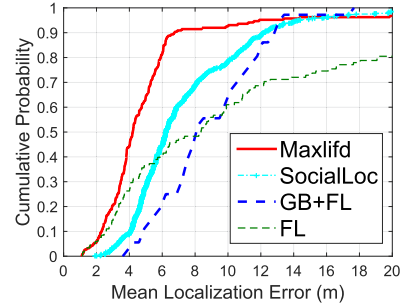 1
0.9
0.8
0.7
0.6
0.5
0.4
0.3
0.2
0.1
0
Cumulative Probability
Maxlifd
SocialLoc
GB+FL
FL
0 2 4 6 8 10 12 14 16 18 20
Mean Localization Error (m)